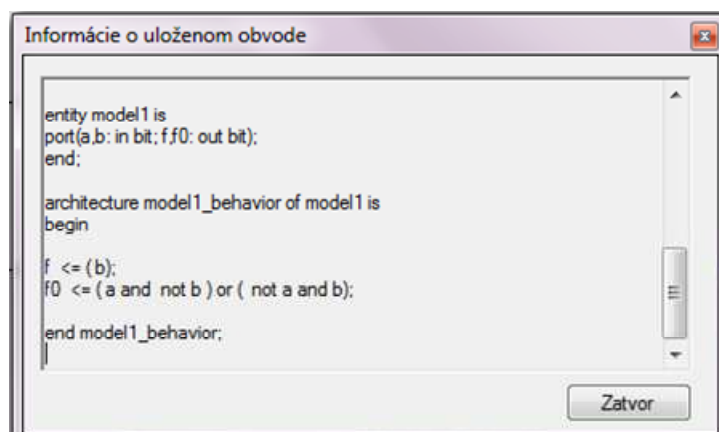 Informácie o uloženom obvode
entity model1 is
port(a,b: in bit; f,f0: out bit);
end;
architecture model1_behavior of model1 is
begin
f <= ( b);
f0 <= ( a and not b ) or ( not a and b);
end model1_behavior;
Zatvor